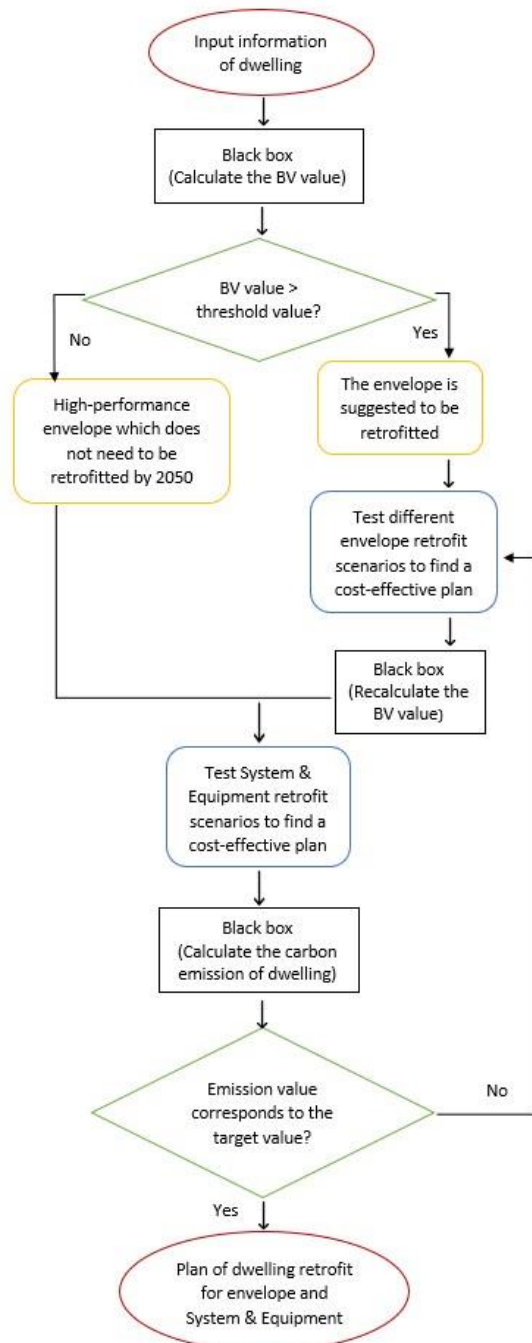 Input information
of dwelling
Black box
(Calculate the BV value)
BV value >
threshold value?
No
Yes
High-performance
envelope which does
not need to be
retrofitted by 2050
The envelope is
suggested to be
retrofitted
Test different
envelope retrofit
scenarios to find a
cost-effective plan
Black box
(Recalculate the
BV value)
Test System &
Equipment retrofit
scenarios to find a
cost-effective plan
Black box
(Calculate the carbon
emission of dwelling)
Emission value
corresponds to the
target value?
No
Yes
Plan of dwelling retrofit
for envelope and
System & Equipment